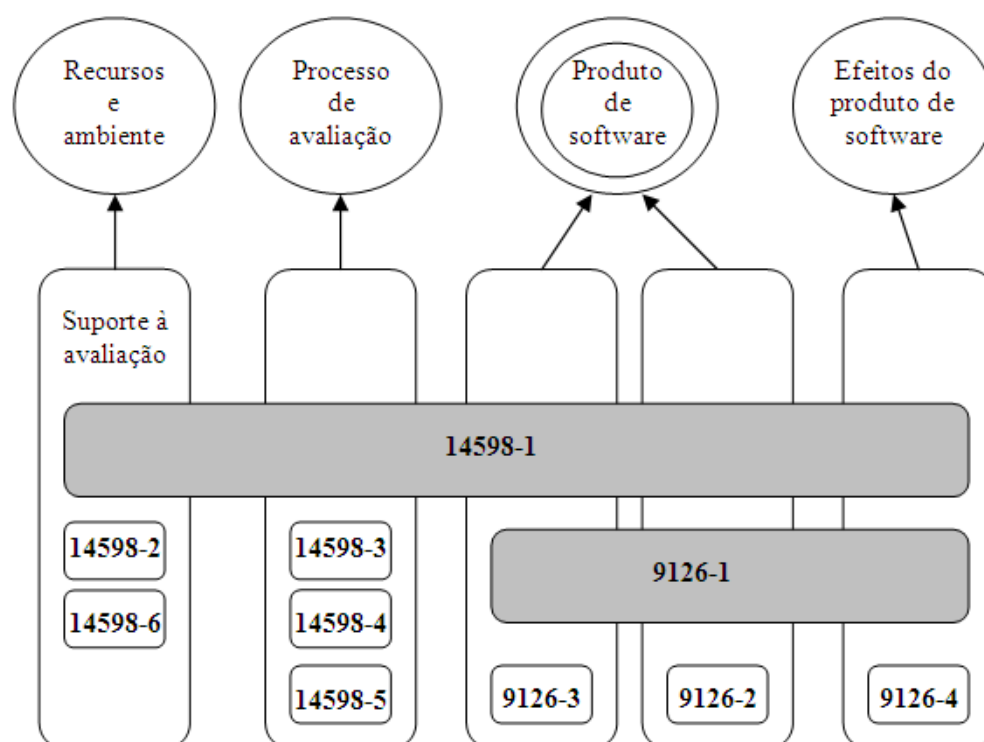 Recursos
e
ambiente
Processo
de
avaliação
Produto
de
software
Efeitos do
produto de
software
Suporte à
avaliação
14598-1
14598-2
14598-3
9126-1
14598-6
14598-4
14598-5
9126-3
9126-2
9126-4